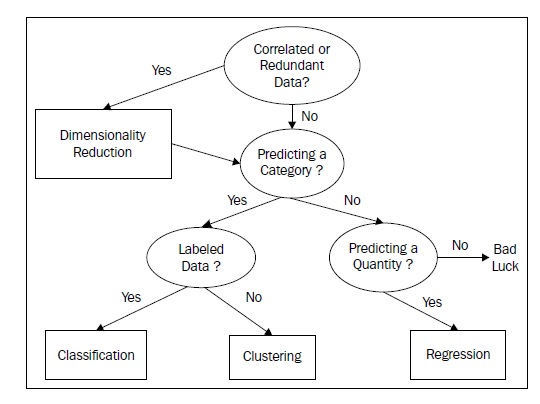 Correlated or
Redundant
Data?
Yes
No
Dimensionality
Reduction
Predicting a
Category ?
Yes
No
Labeled
Data ?
Predicting a
Quantity ?
No
Bad
Luck
Yes
No
Yes
Classification
Clustering
Regression